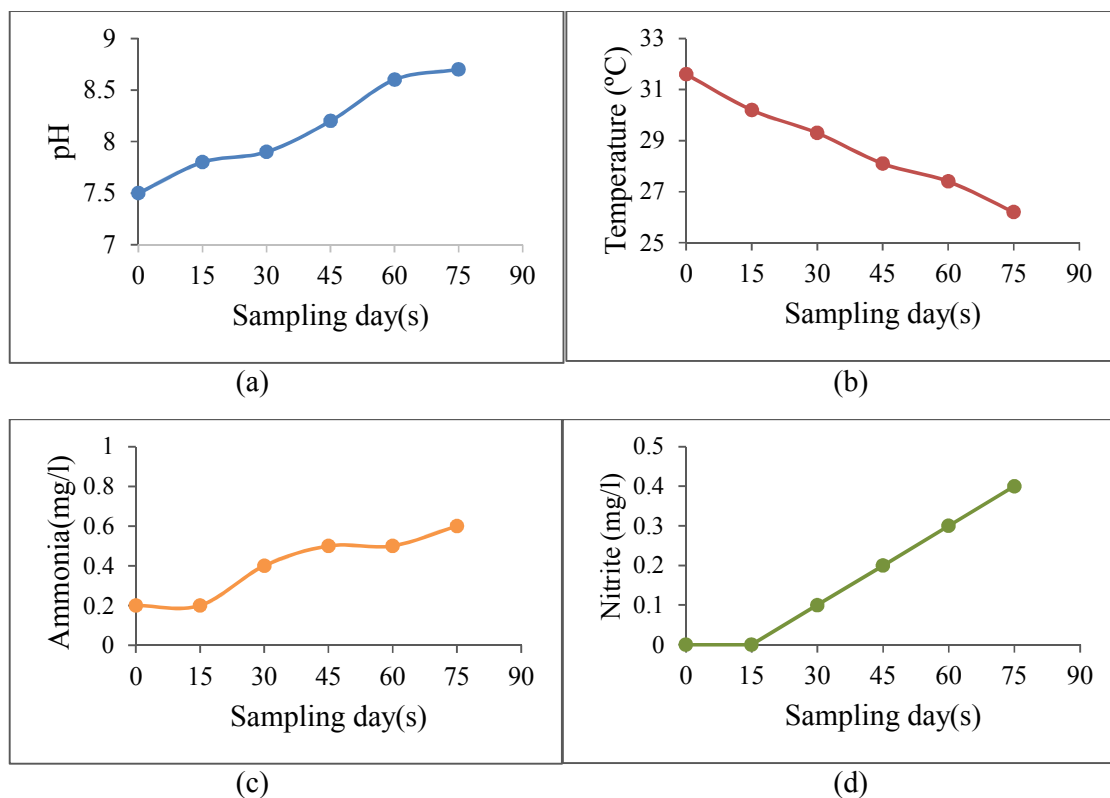 pH
9
8.5
8
7.5
7
0 15 30 45 60 75 90
Sampling day(s)
(a)
Temperature (ºC)
33
31
29
27
25
0 15 30 45 60 75 90
Sampling day(s)
(b)
Ammonia(mg/l)
1
0.8
0.6
0.4
0.2
0
0 15 30 45 60 75 90
Sampling day(s)
(c)
Nitrite (mg/l)
0.5
0.4
0.3
0.2
0.1
0
0 15 30 45 60 75 90
Sampling day(s)
(d)